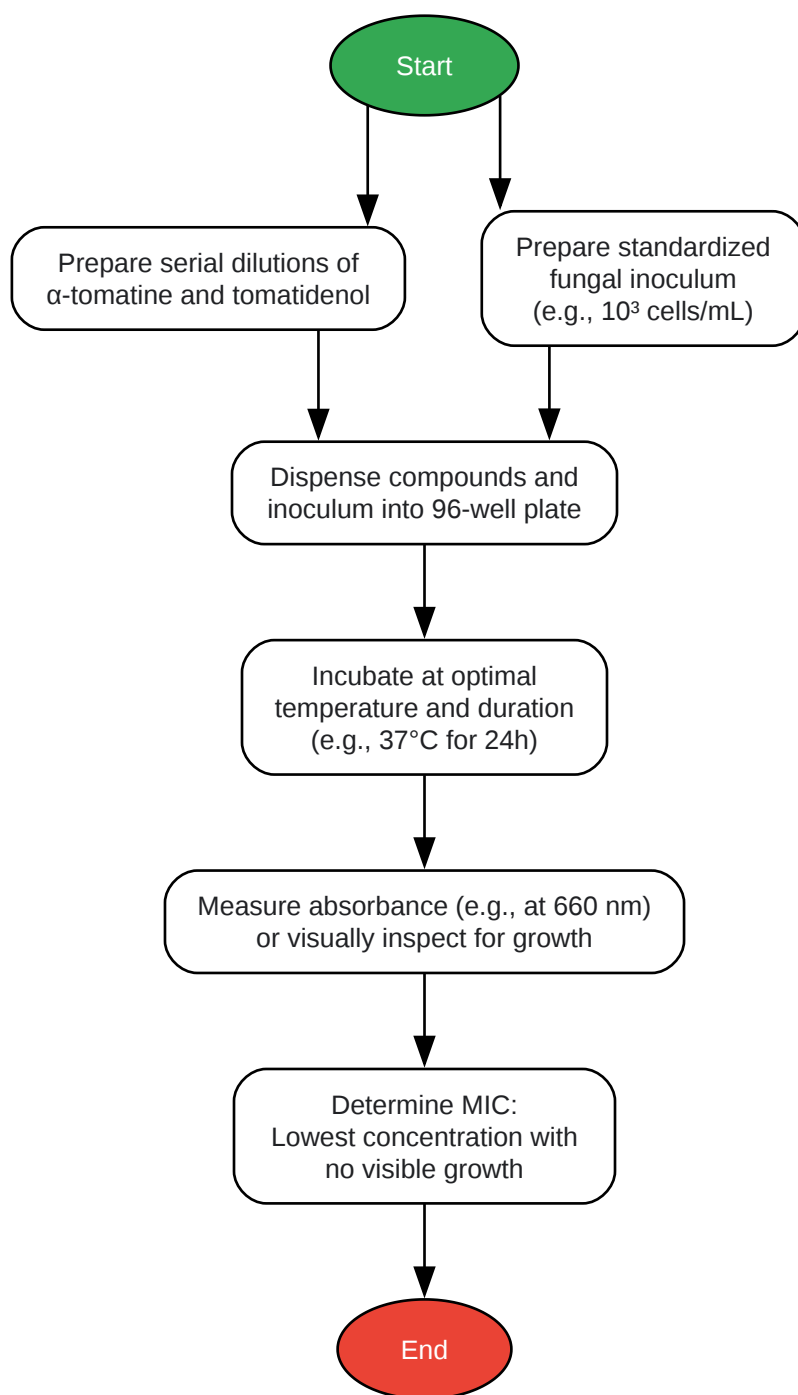 Start
Prepare serial dilutions of
α-tomatine and tomatidenol
Prepare standardized
fungal inoculum
(e.g., 10³ cells/mL)
Dispense compounds and
inoculum into 96-well plate
Incubate at optimal
temperature and duration
(e.g., 37°C for 24h)
Measure absorbance (e.g., at 660 nm)
or visually inspect for growth
Determine MIC:
Lowest concentration with
no visible growth
End